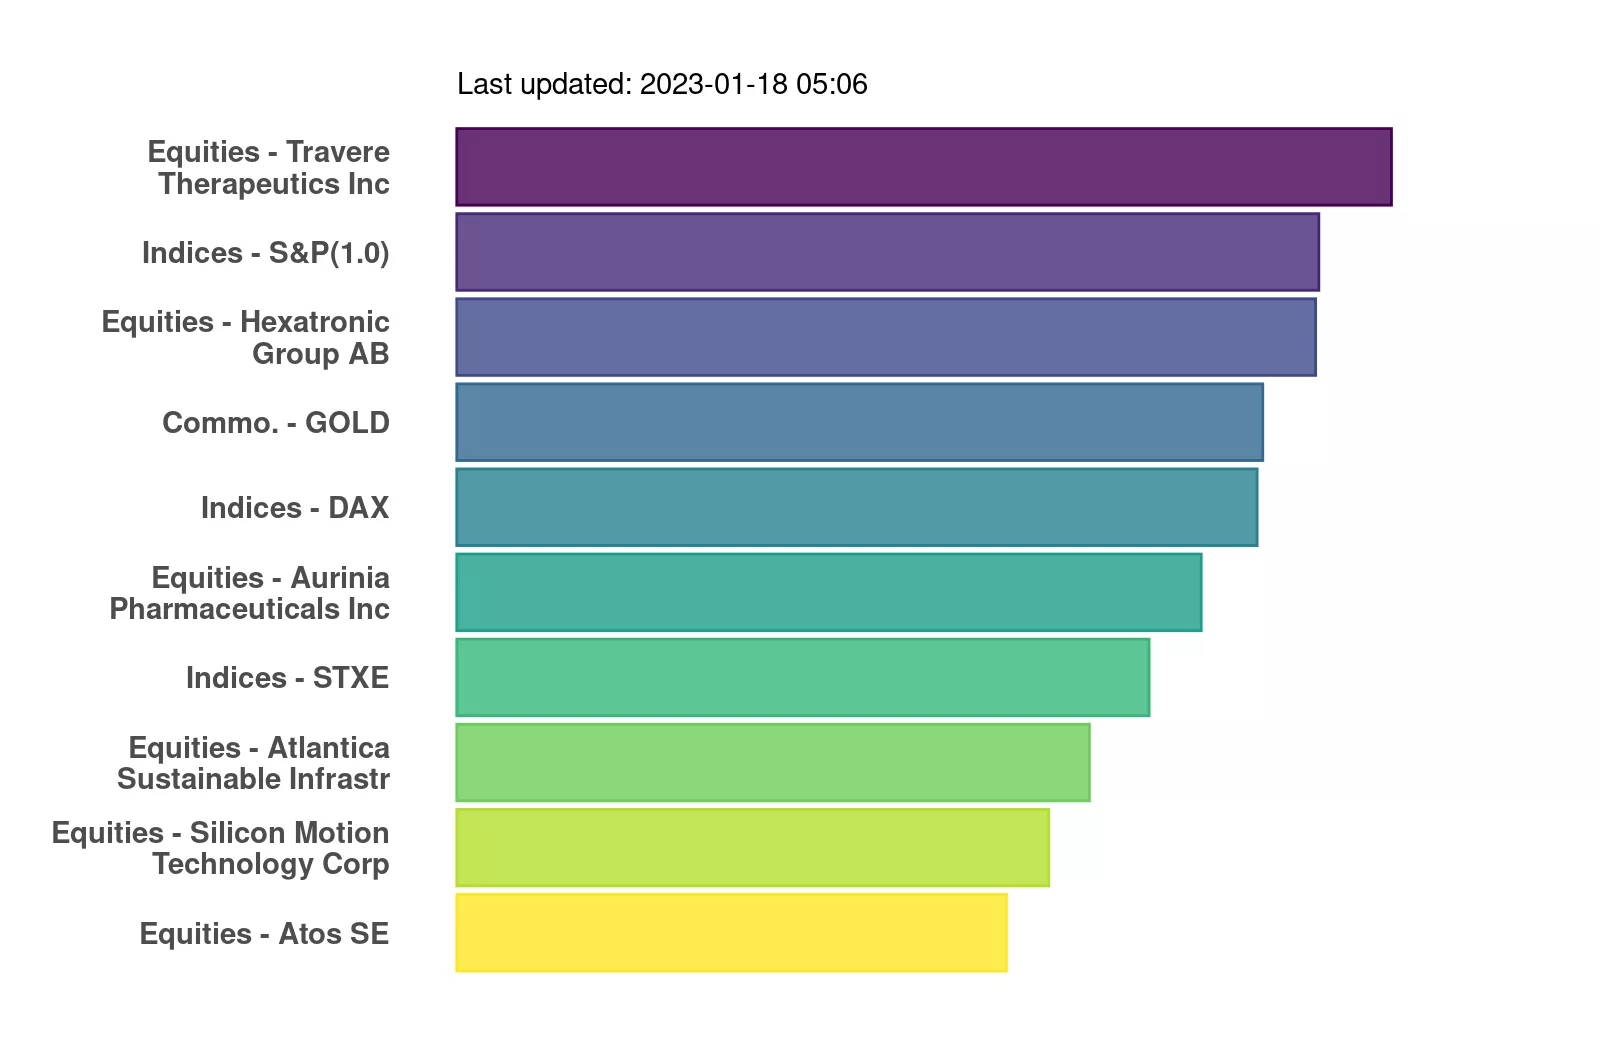 Last updated: 2023-01-18 05:06
Equities - Travere
Therapeutics Inc
Indices - S&P(1.0)
Equities - Hexatronic
Group AB
Commo. - GOLD
Indices - DAX
Equities - Aurinia
Pharmaceuticals Inc
Indices - STXE
Equities - Atlantica
Sustainable Infrastr
Equities - Silicon Motion
Technology Corp
Equities - Atos SE